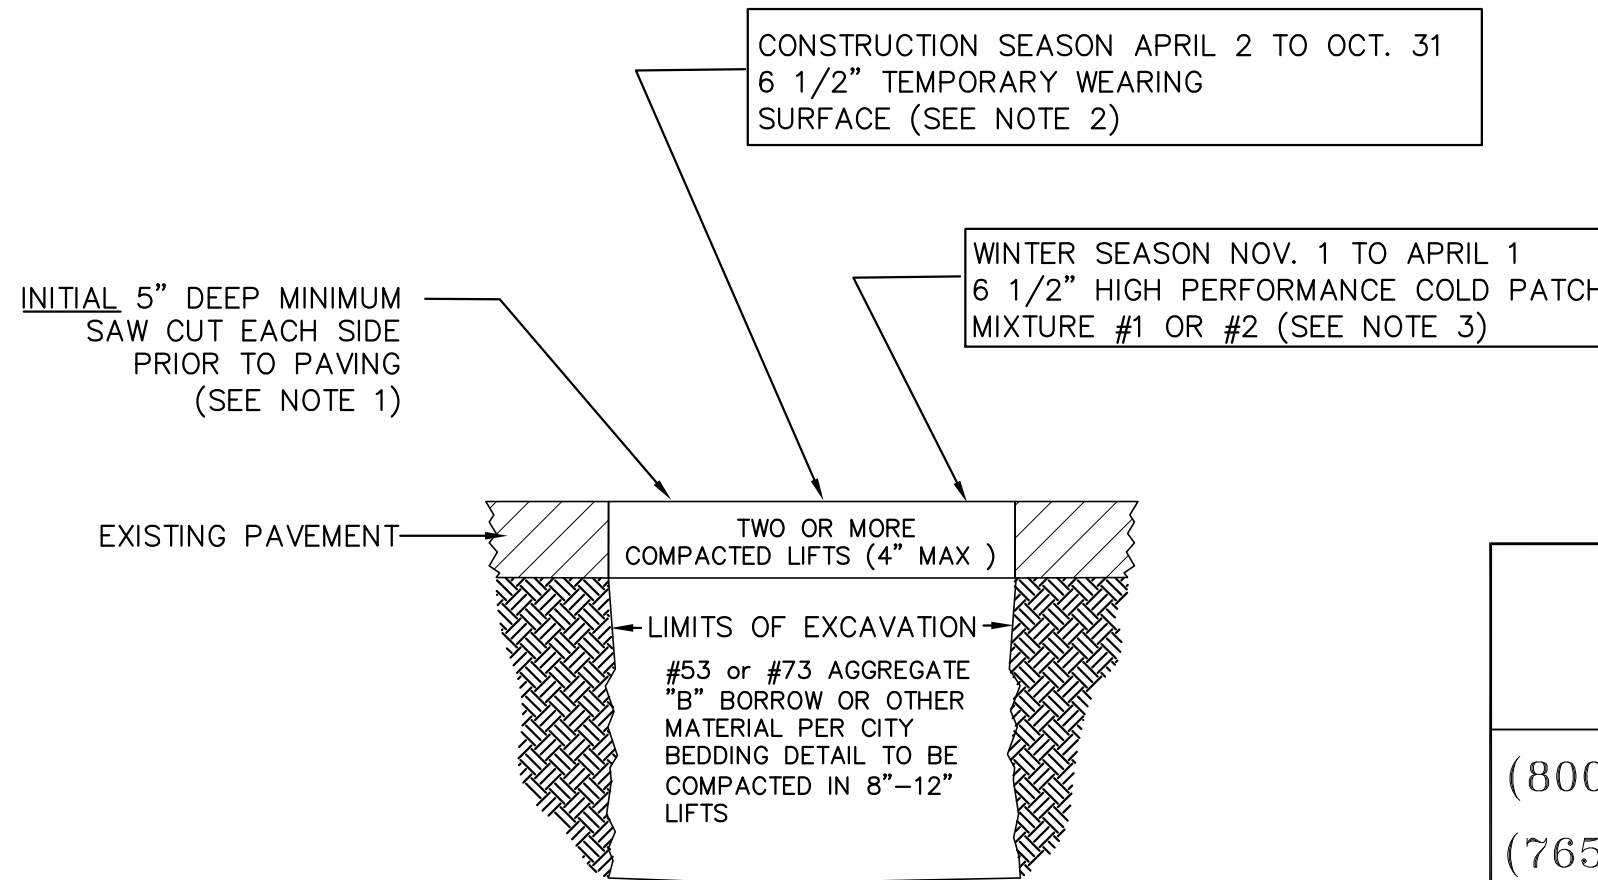 CONSTRUCTION SEASON APRIL 2 TO OCT. 31
6 1/2” TEMPORARY WEARING
SURFACE (SEE NOTE 2)
WINTER SEASON NOV. 1 TO APRIL 1
6 1/2” HIGH PERFORMANCE COLD PATCH
MIXTURE #1 OR #2 (SEE NOTE 3)
INITIAL 5” DEEP MINIMUM
SAW CUT EACH SIDE
PRIOR TO PAVING
(SEE NOTE 1)
EXISTING PAVEMENT
TWO OR MORE
COMPACTED LIFTS (4” MAX )
LIMITS OF EXCAVATION
#53 or #73 AGGREGATE
”B” BORROW OR OTHER
MATERIAL PER CITY
BEDDING DETAIL TO BE
COMPACTED IN 8”–12”
LIFTS
(800
(765